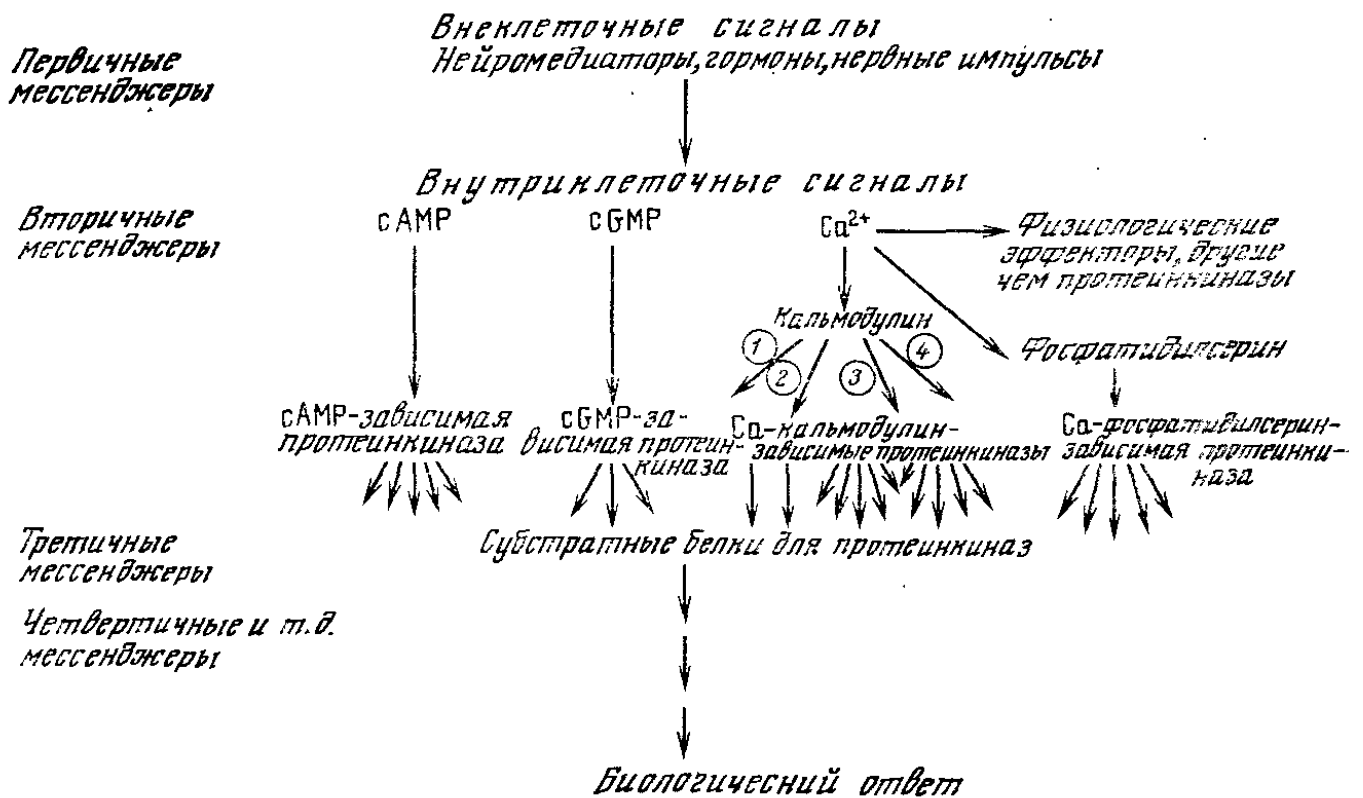 Внеклеточные сигналы
Первичные
мессенджеры
Нейромедиаторы, гормоны, нервные импульсы
Внутриклеточные сигналы
Вторичные
мессенджеры
cAMP
cGMP
Ca²⁺
Физиологические
эффекторы, другие
чем протеинкиназы
Кальмодулин
1
2
3
4
Фосфатидилсерин
cAMP-зависимая
протеинкиназа
cGMP-за-
висимая протеин-
киназа
Ca-кальмодулин-
зависимые протеинкиназы
Ca-фосфатидилсерин-
зависимая протеинки-
наза
Третичные
мессенджеры
Субстратные белки для протеинкиназ
Четвертичные и т.д.
мессенджеры
Биологический ответ